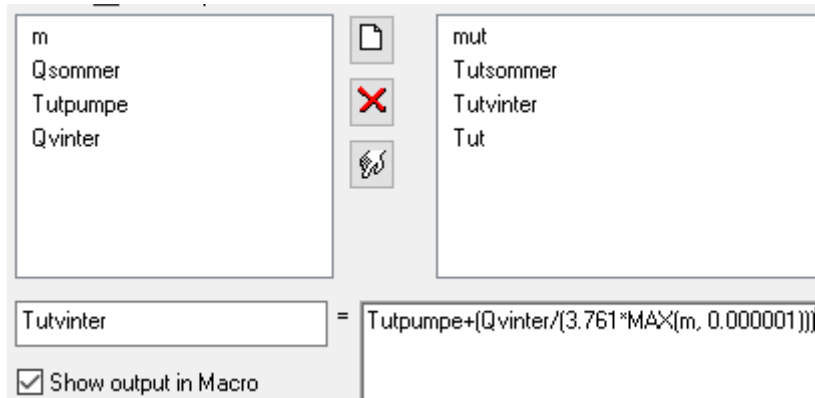 m
Qsommer
Tutpumpe
Qvinter
mut
Tutsommer
Tutvinter
Tut
Tutvinter = Tutpumpe+(Qvinter/(3.761*MAX(m, 0.000001)))
Show output in Macro